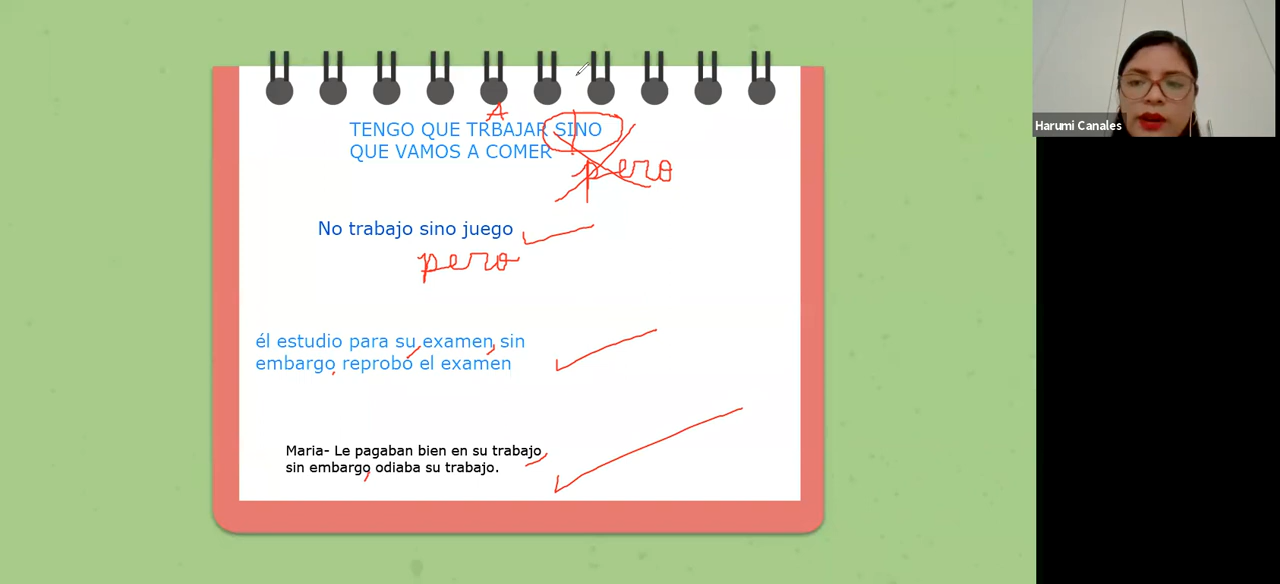 Harumi Canales
A
TENGO QUE TRBAJAR SINO
QUE VAMOS A COMER
pero
No trabajo sino juego
pero
él estudio para su examen, sin
embargo, reprobó el examen
Maria- Le pagaban bien en su trabajo,
sin embargo, odiaba su trabajo.